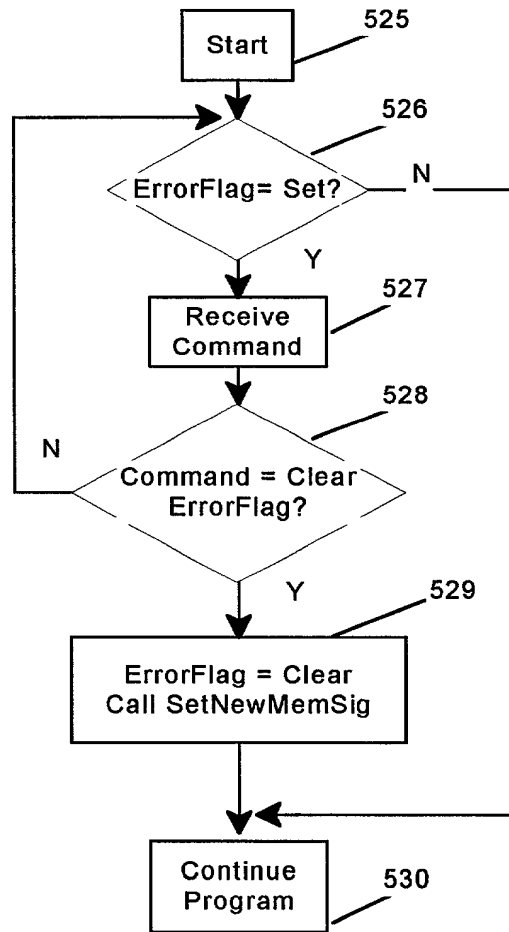 525
Start
526
ErrorFlag= Set?
N
Y
527
Receive
Command
528
N
Command = Clear
ErrorFlag?
Y
529
ErrorFlag = Clear
Call SetNewMemSig
Continue
Program
530